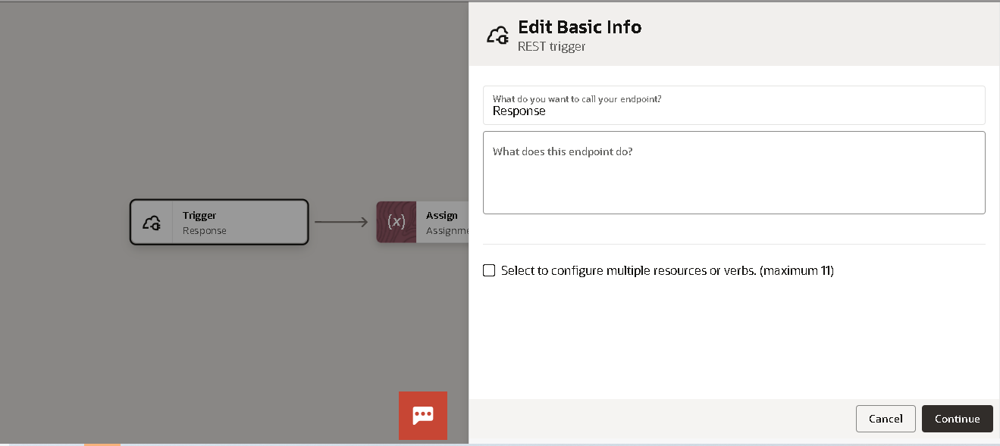 Edit Basic Info
REST trigger
What do you want to call your endpoint?
Response
What does this endpoint do?
Trigger
Response
(x)
Assign
Assignme
Select to configure multiple resources or verbs. (maximum 11)
Cancel
Continue